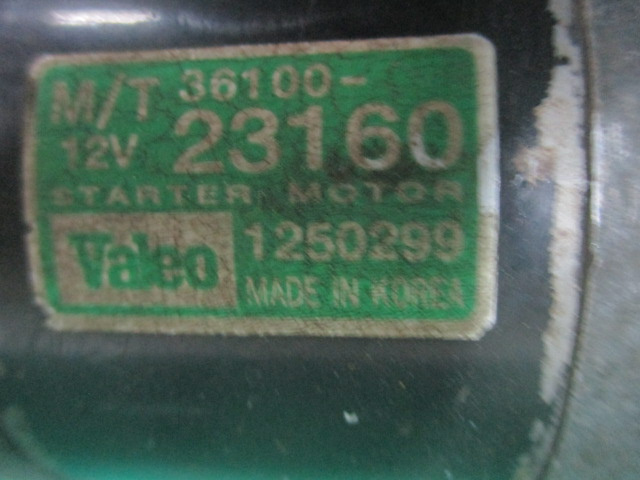 M/T 36100-
12V 23160
STARTER MOTOR
Valeo 1250299
MADE IN KOREA